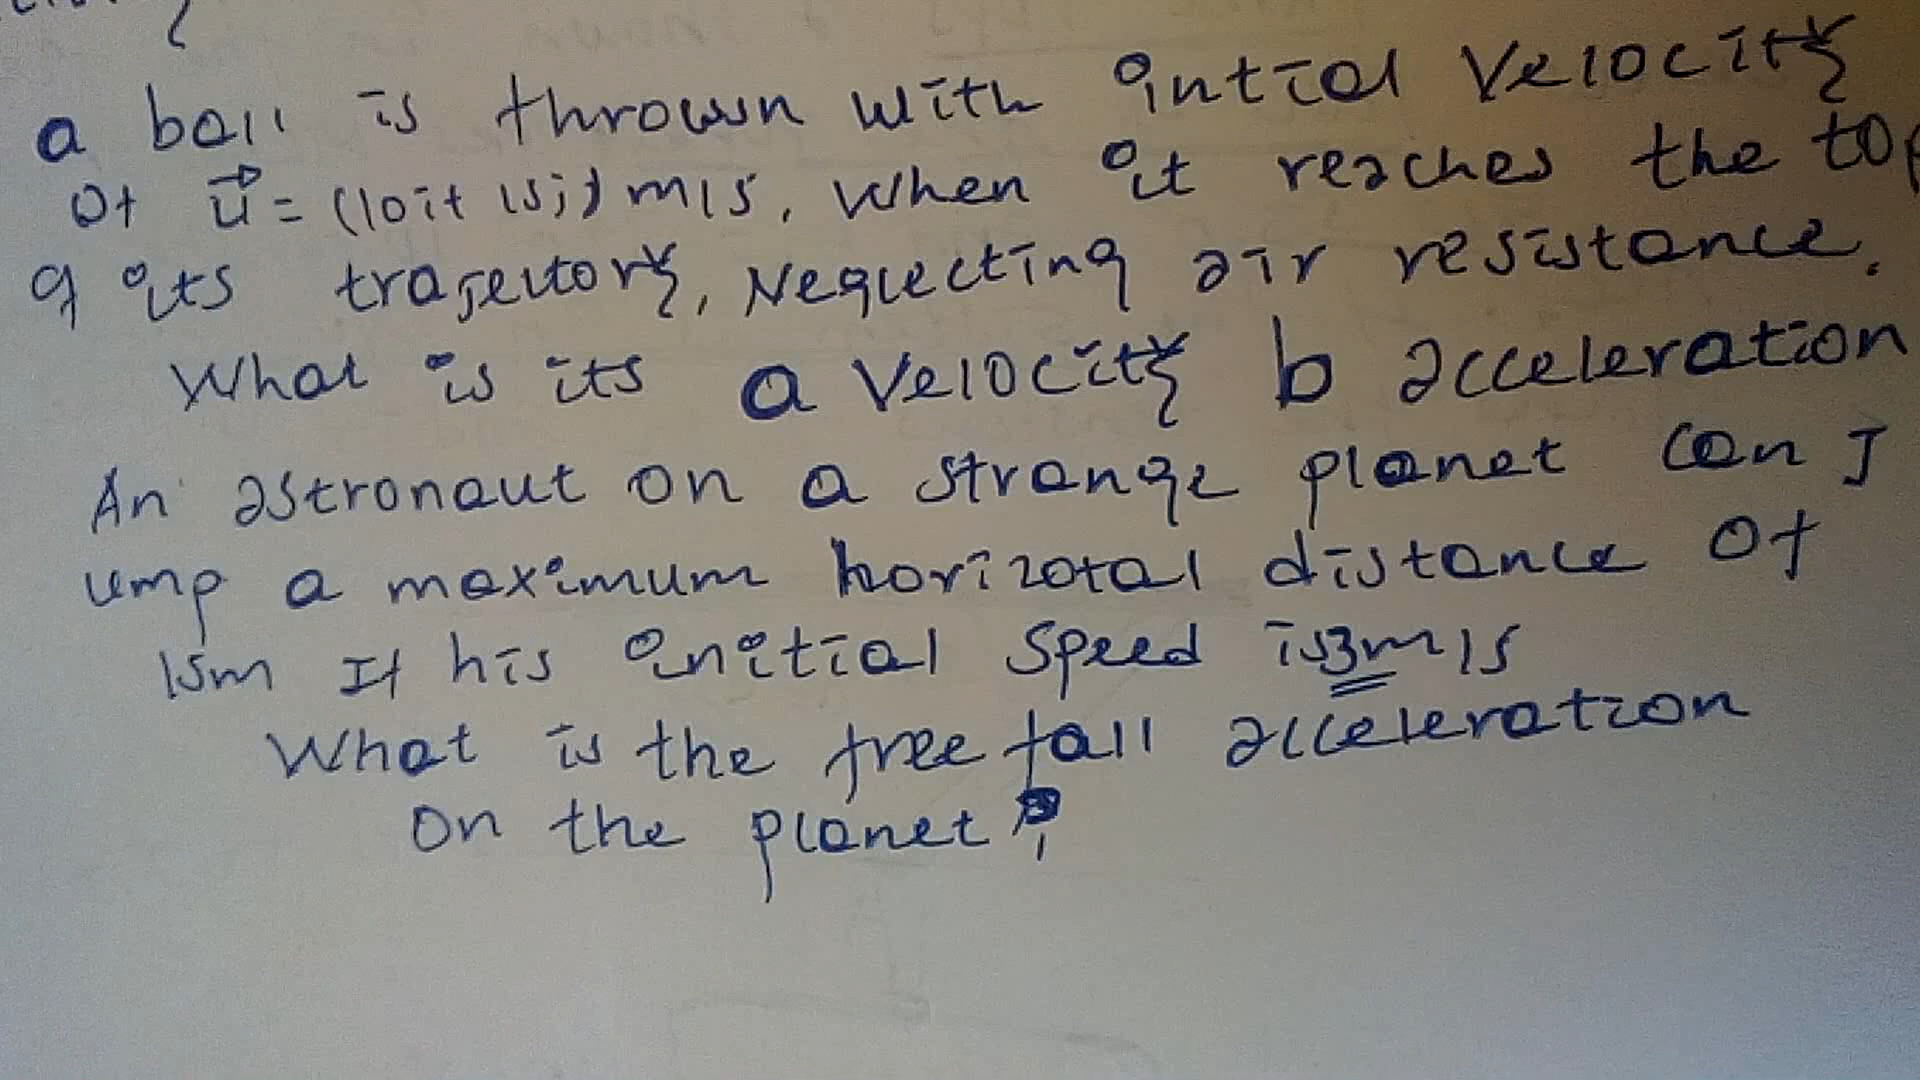 a ball is thrown with intial velocity
of u⃗ = (10i+15j) m/s, when it reaches the top
of its trajectory, Neglecting air resistance.
What is its a velocity b acceleration
An astronaut on a strange planet can J
ump a maximum horizotal distance of
15m If his initial speed is 3m/s
What is the free fall acceleration
On the planet?